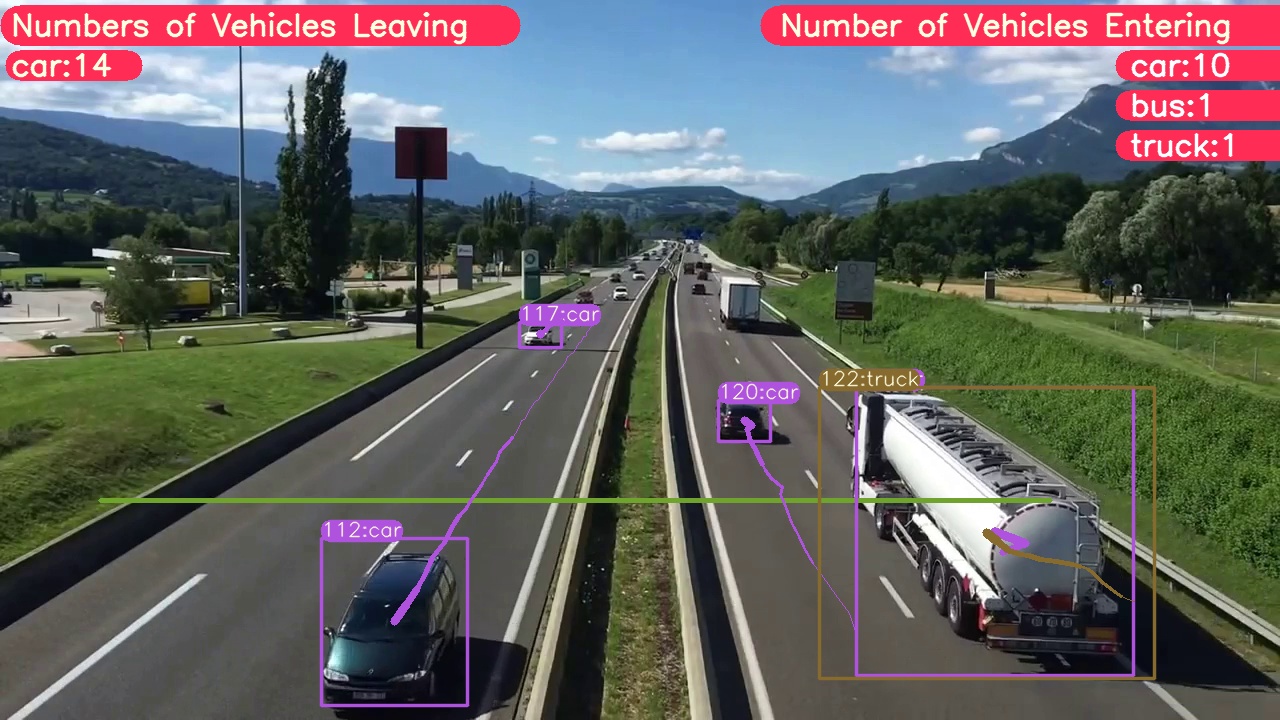 Numbers of Vehicles Leaving
car:14
Number of Vehicles Entering
car:10
bus:1
truck:1
117:car
120:car
122:truck
112:car
bp